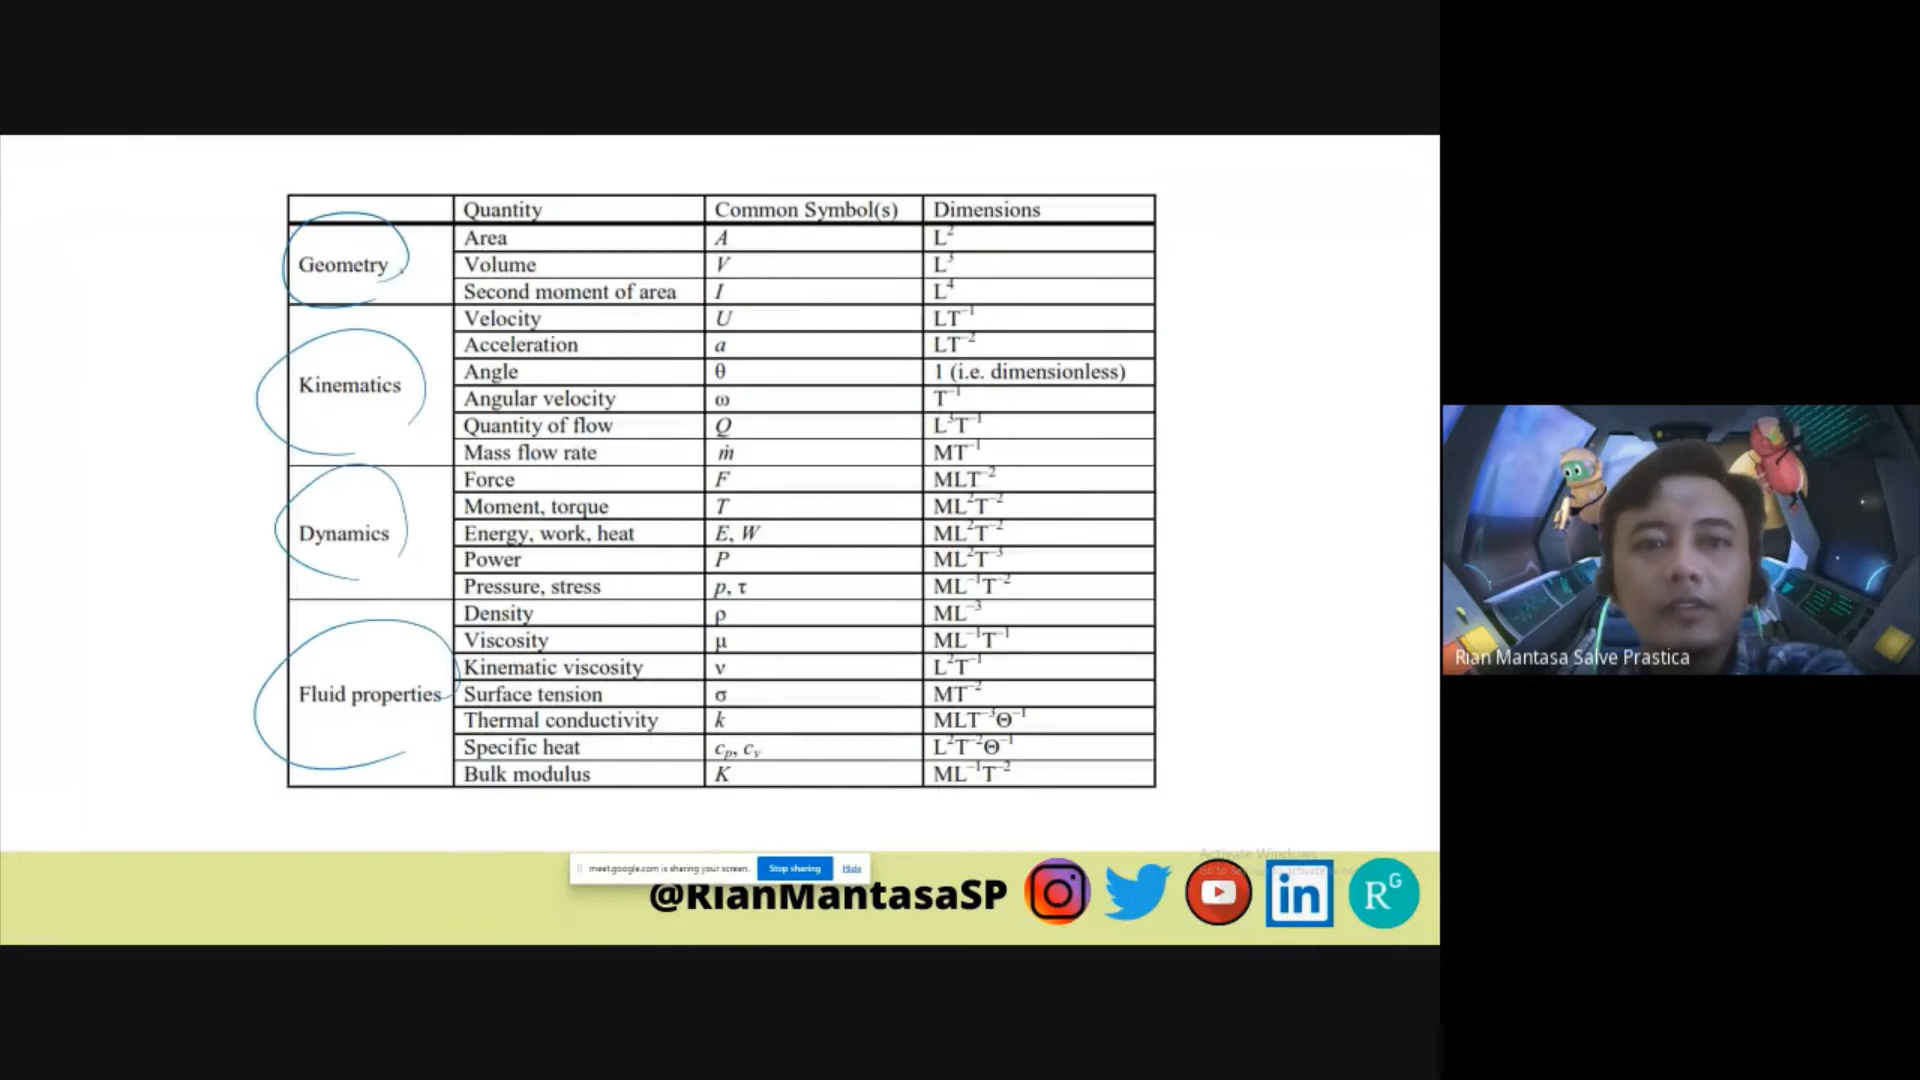 Quantity Common Symbol(s) Dimensions
Geometry
Area A L²
Volume V L³
Second moment of area I L⁴
Kinematics
Velocity U LT⁻¹
Acceleration a LT⁻²
Angle θ 1 (i.e. dimensionless)
Angular velocity ω T⁻¹
Quantity of flow Q L³T⁻¹
Mass flow rate ṁ MT⁻¹
Dynamics
Force F MLT⁻²
Moment, torque T ML²T⁻²
Energy, work, heat E, W ML²T⁻²
Power P ML²T⁻³
Pressure, stress p, τ ML⁻¹T⁻²
Fluid properties
Density ρ ML⁻³
Viscosity μ ML⁻¹T⁻¹
Kinematic viscosity ν L²T⁻¹
Surface tension σ MT⁻²
Thermal conductivity k MLT⁻³Θ⁻¹
Specific heat cₚ, cᵥ L²T⁻²Θ⁻¹
Bulk modulus K ML⁻¹T⁻²
Rian Mantasa Salve Prastica
Activate Windows
meet.google.com is sharing your screen. Stop sharing Hide
@RianMantasaSP
in
RG